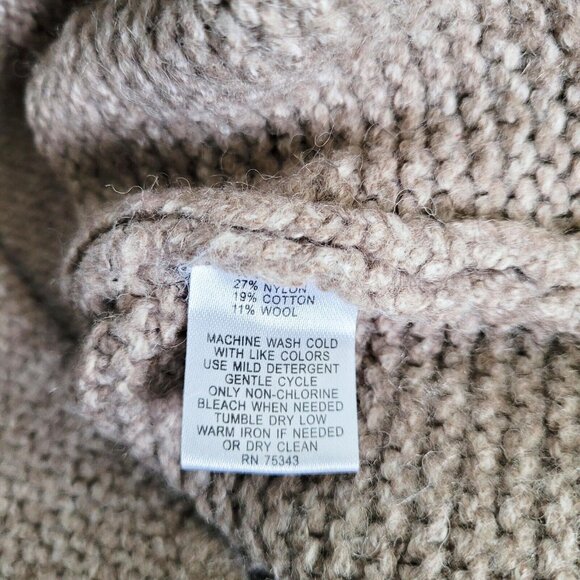 27% NYLON
19% COTTON
11% WOOL
MACHINE WASH COLD
WITH LIKE COLORS
USE MILD DETERGENT
GENTLE CYCLE
ONLY NON-CHLORINE
BLEACH WHEN NEEDED
TUMBLE DRY LOW
WARM IRON IF NEEDED
OR DRY CLEAN
RN 75343